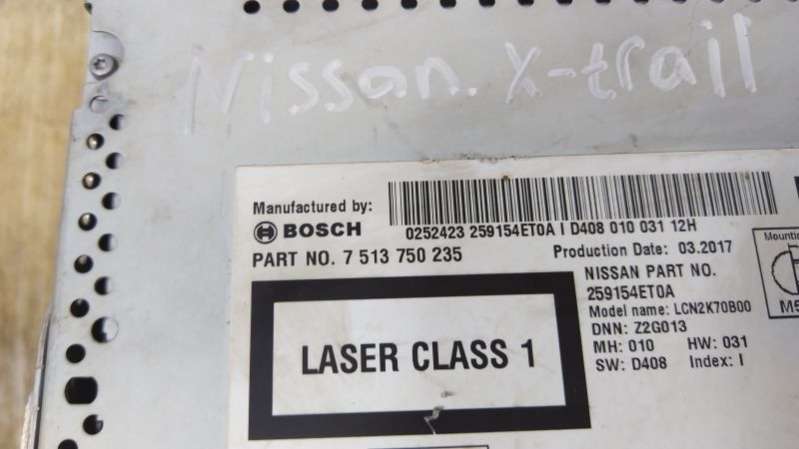 Nissan. X-trail
Manufactured by:
BOSCH
0252423 259154ET0A I D408 010 031 12H
PART NO. 7 513 750 235
Production Date: 03.2017
NISSAN PART NO.
259154ET0A
Model name: LCN2K70B00
DNN: Z2G013
MH: 010 HW: 031
SW: D408 Index: I
LASER CLASS 1